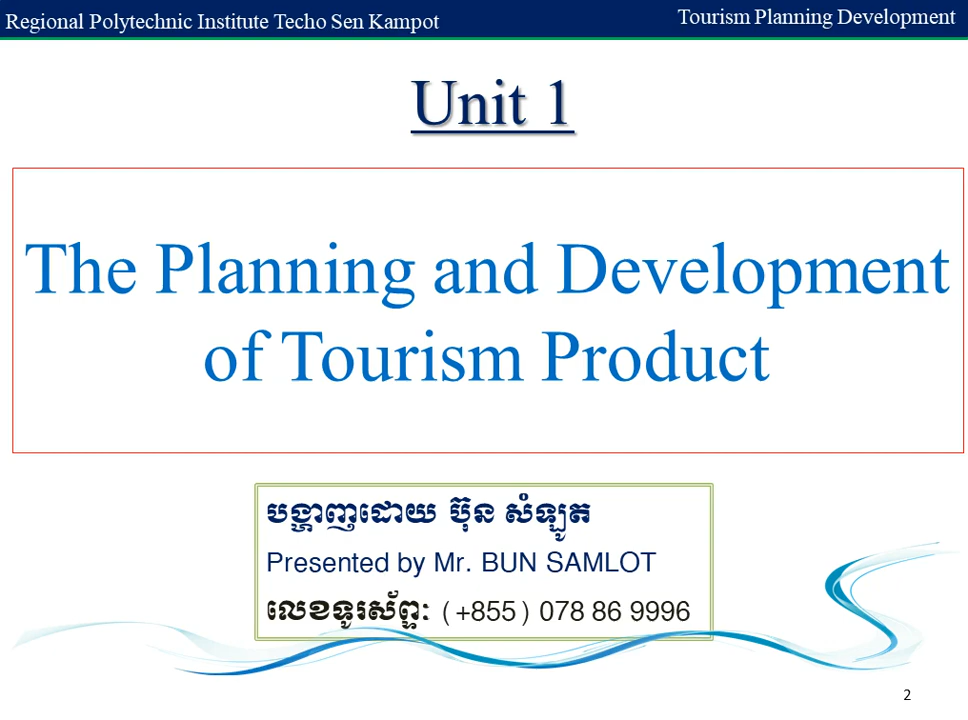 Regional Polytechnic Institute Techo Sen Kampot
Tourism Planning Development
Unit 1
The Planning and Development
of Tourism Product
បង្ហាញដោយ ប៊ុន សំឡូត
Presented by Mr. BUN SAMLOT
លេខទូរស័ព្ទៈ (+855) 078 86 9996
2